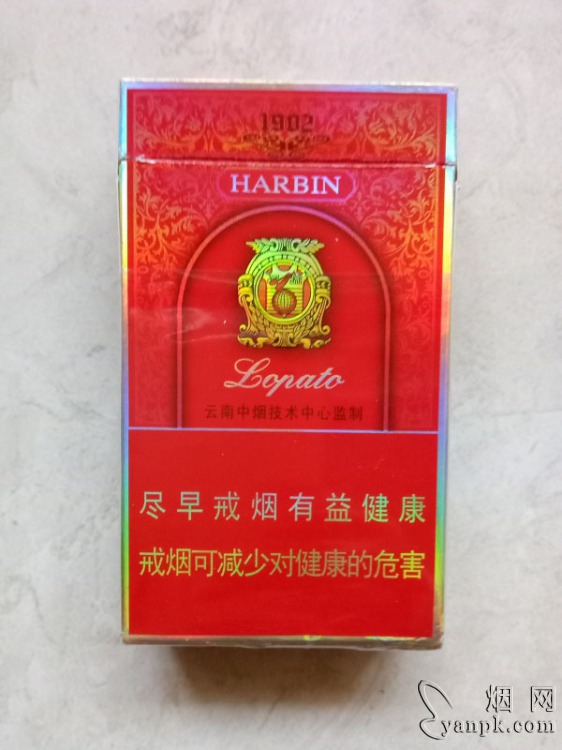 1902
HARBIN
Lopato
云南中烟技术中心监制
尽早戒烟有益健康
戒烟可减少对健康的危害
烟网
yanpk.com